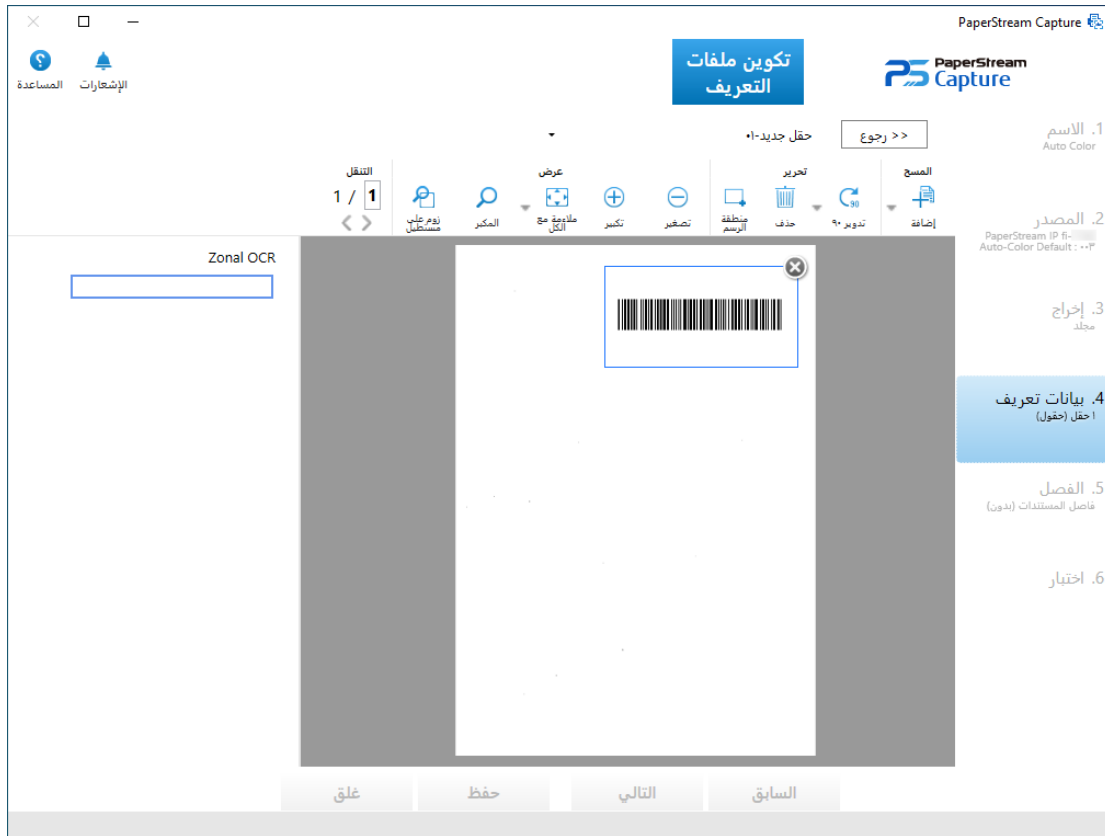 PaperStream Capture
PaperStream
Capture
تكوين ملفات
التعريف
الإشعارات
المساعدة
<< رجوع
حقل جديد-٠١
1. الاسم
Auto Color
2. المصدر
PaperStream IP fi-
Auto-Color Default : ٠٠٣
3. إخراج
مجلد
4. بيانات تعريف
١ حقل (حقول)
5. الفصل
فاصل المستندات (بدون)
6. اختبار
المسح
إضافة
تحرير
تدوير ٩٠
90
حذف
منطقة
الرسم
عرض
تصغير
تكبير
ملاءمة مع
الكل
المكبر
زوم على
مستطيل
التنقل
1 / 1
Zonal OCR
السابق
التالي
حفظ
غلق